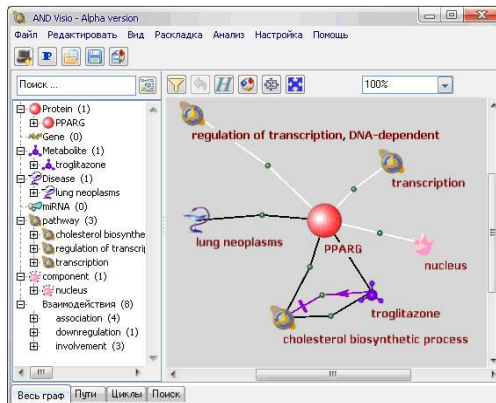 AND Visio - Alpha version
Файл Редактировать Вид Раскладка Анализ Настройка Помощь
P
Поиск ...
H
100%
Protein (1)
PPARG
Gene (0)
Metabolite (1)
troglitazone
Disease (1)
lung neoplasms
miRNA (0)
pathway (3)
cholesterol biosynthe
regulation of transcri
transcription
component (1)
nucleus
Взаимодействия (8)
association (4)
downregulation (1)
involvement (3)
regulation of transcription, DNA-dependent
transcription
lung neoplasms
PPARG
nucleus
troglitazone
cholesterol biosynthetic process
Весь граф Пути Циклы Поиск